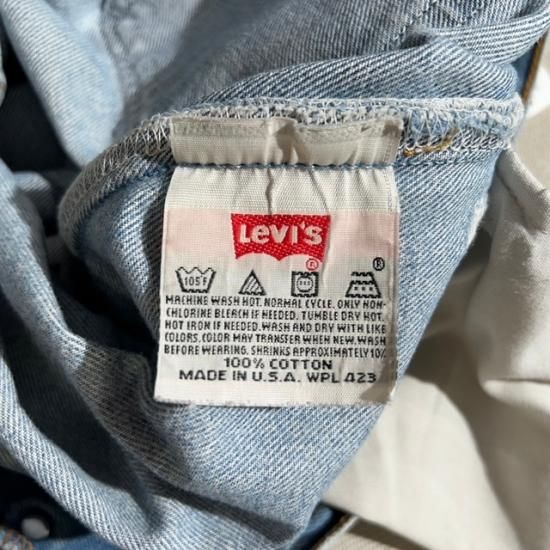 LEVI'S
®
105F
®
MACHINE WASH HOT. NORMAL CYCLE. ONLY NON-
CHLORINE BLEACH IF NEEDED. TUMBLE DRY HOT.
HOT IRON IF NEEDED. WASH AND DRY WITH LIKE
COLORS. COLOR MAY TRANSFER WHEN NEW. WASH
BEFORE WEARING. SHRINKS APPROXIMATELY 10%
100% COTTON
MADE IN U.S.A. WPL 423